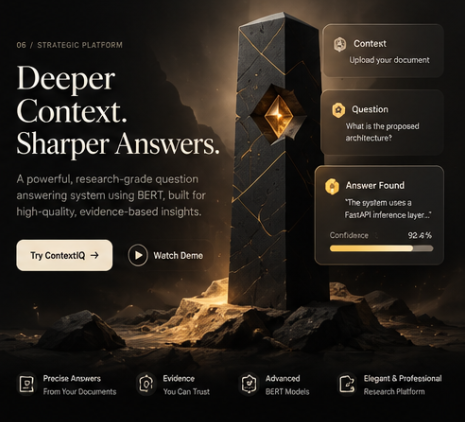 06 / STRATEGIC PLATFORM
Deeper
Context.
Sharper Answers.
A powerful, research-grade question
answering system using BERT, built for
high-quality, evidence-based insights.
Try ContextIQ →
Watch Deme
Context
Upload your document
Question
What is the proposed
architecture?
Answer Found
"The system uses a
FastAPI inference layer..."
Confidence 92.4%
Precise Answers
From Your Documents
Evidence
You Can Trust
Advanced
BERT Models
Elegant & Professional
Research Platform